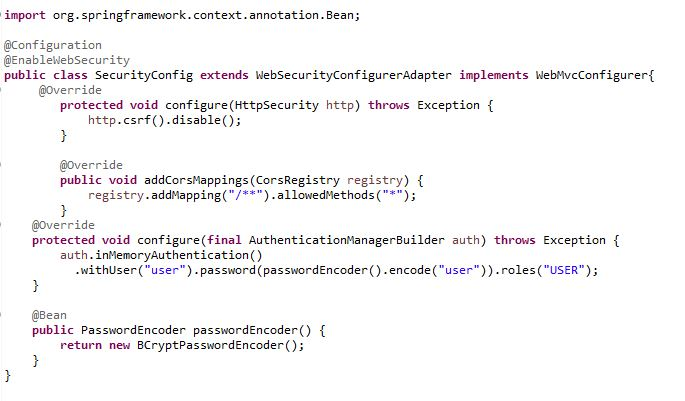 import org.springframework.context.annotation.Bean;
@Configuration
@EnableWebSecurity
public class SecurityConfig extends WebSecurityConfigurerAdapter implements WebMvcConfigurer{
@Override
protected void configure(HttpSecurity http) throws Exception {
http.csrf().disable();
}
@Override
public void addCorsMappings(CorsRegistry registry) {
registry.addMapping("/**").allowedMethods("*");
}
@Override
protected void configure(final AuthenticationManagerBuilder auth) throws Exception {
auth.inMemoryAuthentication()
.withUser("user").password(passwordEncoder().encode("user")).roles("USER");
}
@Bean
public PasswordEncoder passwordEncoder() {
return new BCryptPasswordEncoder();
}
}